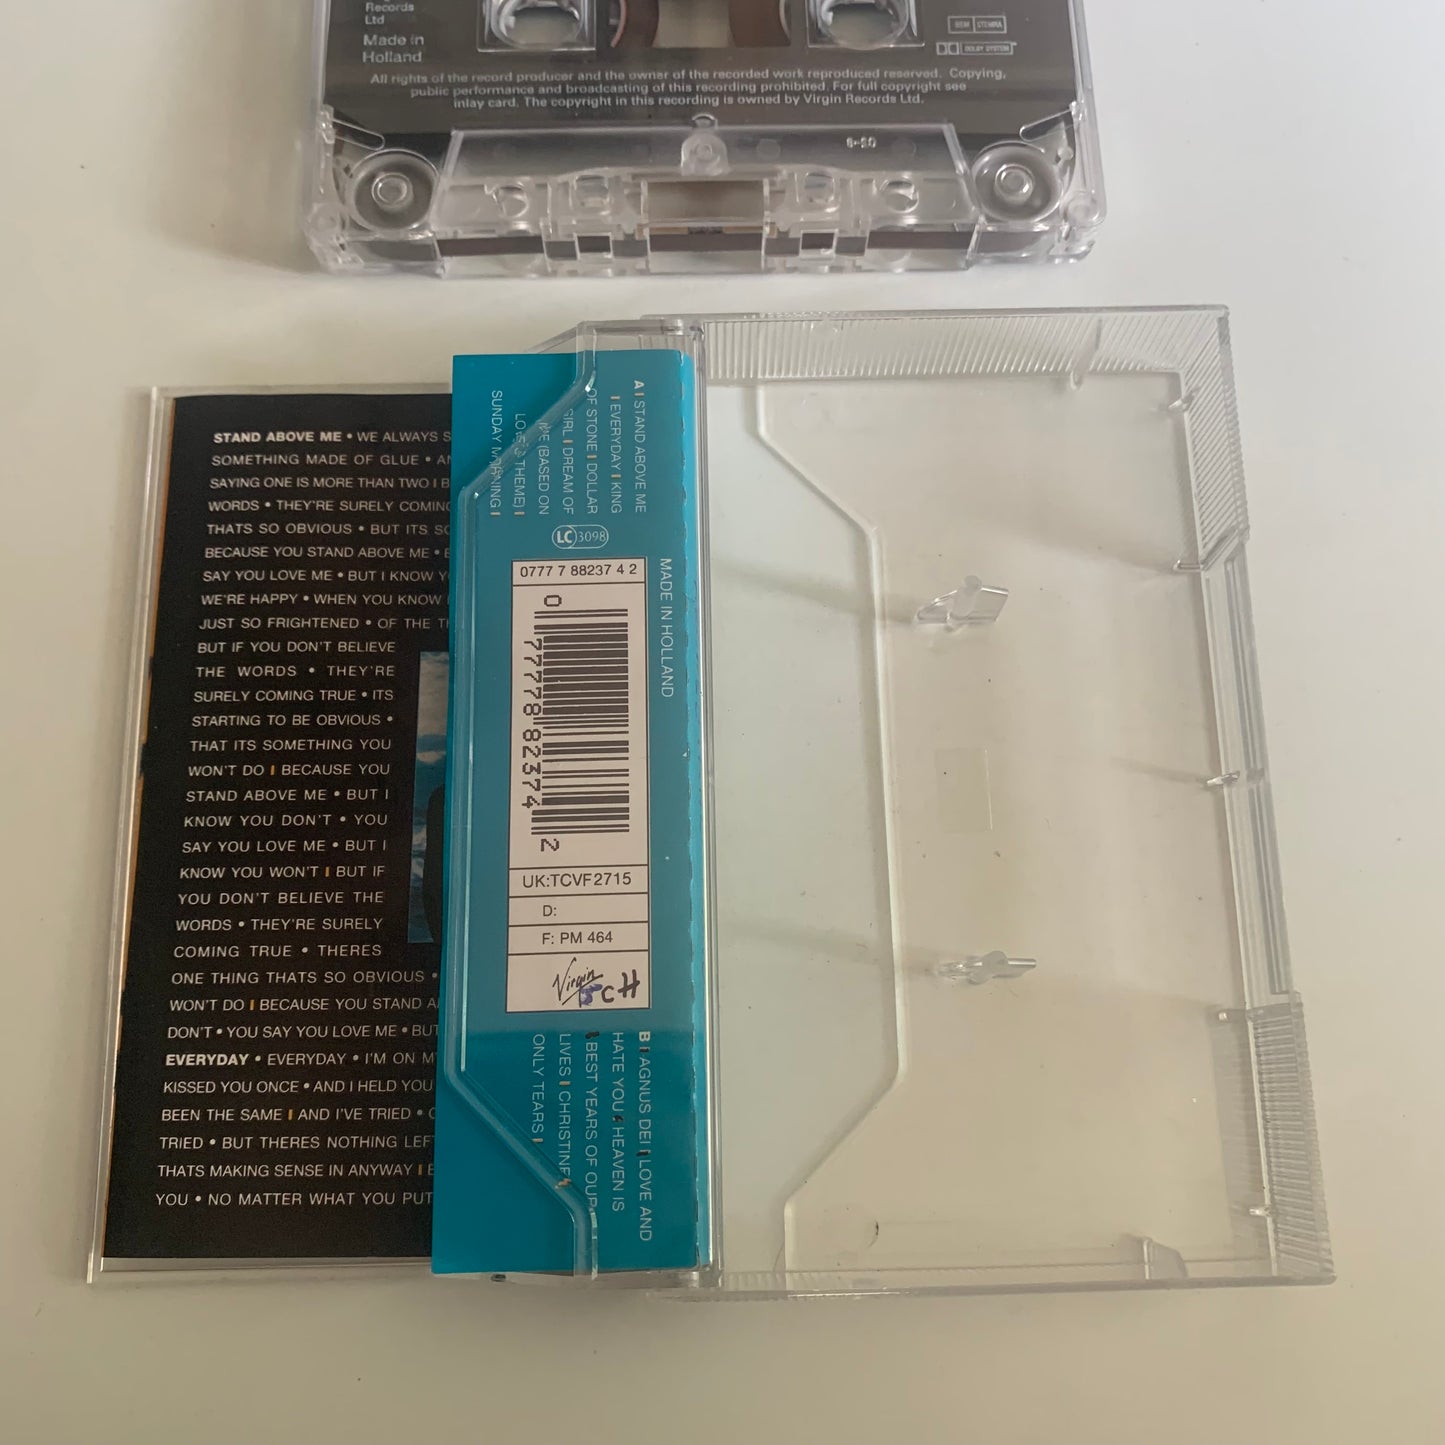 Records
Ltd
Made in
Holland
BIEM STEMRA
DOLBY SYSTEM
All rights of the record producer and the owner of the recorded work reproduced reserved. Copying,
public performance and broadcasting of this recording prohibited. For full copyright see
inlay card. The copyright in this recording is owned by Virgin Records Ltd.
STAND ABOVE ME • WE ALWAYS S
SOMETHING MADE OF GLUE •
SAYING ONE IS MORE THAN TWO I B
WORDS • THEY'RE SURELY COMING
THATS SO OBVIOUS • BUT ITS SO
BECAUSE YOU STAND ABOVE ME •
SAY YOU LOVE ME • BUT I KNOW Y
WE'RE HAPPY • WHEN YOU KNOW
JUST SO FRIGHTENED • OF THE T
BUT IF YOU DON'T BELIEVE
THE WORDS • THEY'RE
SURELY COMING TRUE • ITS
STARTING TO BE OBVIOUS •
THAT ITS SOMETHING YOU
WON'T DO I BECAUSE YOU
STAND ABOVE ME • BUT I
KNOW YOU DON'T • YOU
SAY YOU LOVE ME • BUT I
KNOW YOU WON'T I BUT IF
YOU DON'T BELIEVE THE
WORDS • THEY'RE SURELY
COMING TRUE • THERES
ONE THING THATS SO OBVIOUS •
WON'T DO I BECAUSE YOU STAND A
DON'T • YOU SAY YOU LOVE ME • BUT
EVERYDAY • EVERYDAY • I'M ON M
KISSED YOU ONCE • AND I HELD YOU
BEEN THE SAME I AND I'VE TRIED •
TRIED • BUT THERES NOTHING LEFT
THATS MAKING SENSE IN ANYWAY I
YOU • NO MATTER WHAT YOU PUT
A I STAND ABOVE ME
I EVERYDAY I KING
OF STONE I DOLLAR
GIRL I DREAM OF
ME (BASED ON
LOVE'S THEME) I
SUNDAY MORNING I
LC 3098
MADE IN HOLLAND
0777 7 88237 4 2
0 77778 82374 2
UK:TCVF2715
D:
F: PM 464
Virgin
CH
B I AGNUS DEI I LOVE AND
HATE YOU I HEAVEN IS
I BEST YEARS OF OUR
LIVES I CHRISTINE I
ONLY TEARS I